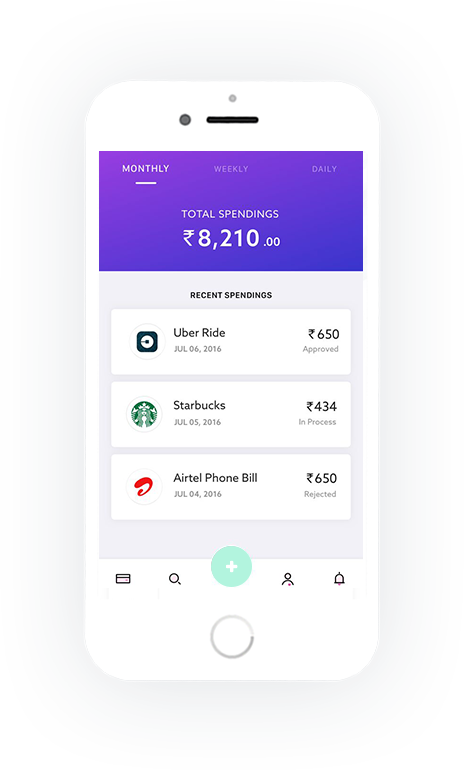 MONTHLY WEEKLY DAILY
TOTAL SPENDINGS
₹8,210.00
RECENT SPENDINGS
Uber Ride ₹650
JUL 06, 2016 Approved
Starbucks ₹434
JUL 05, 2016 In Process
Airtel Phone Bill ₹650
JUL 04, 2016 Rejected